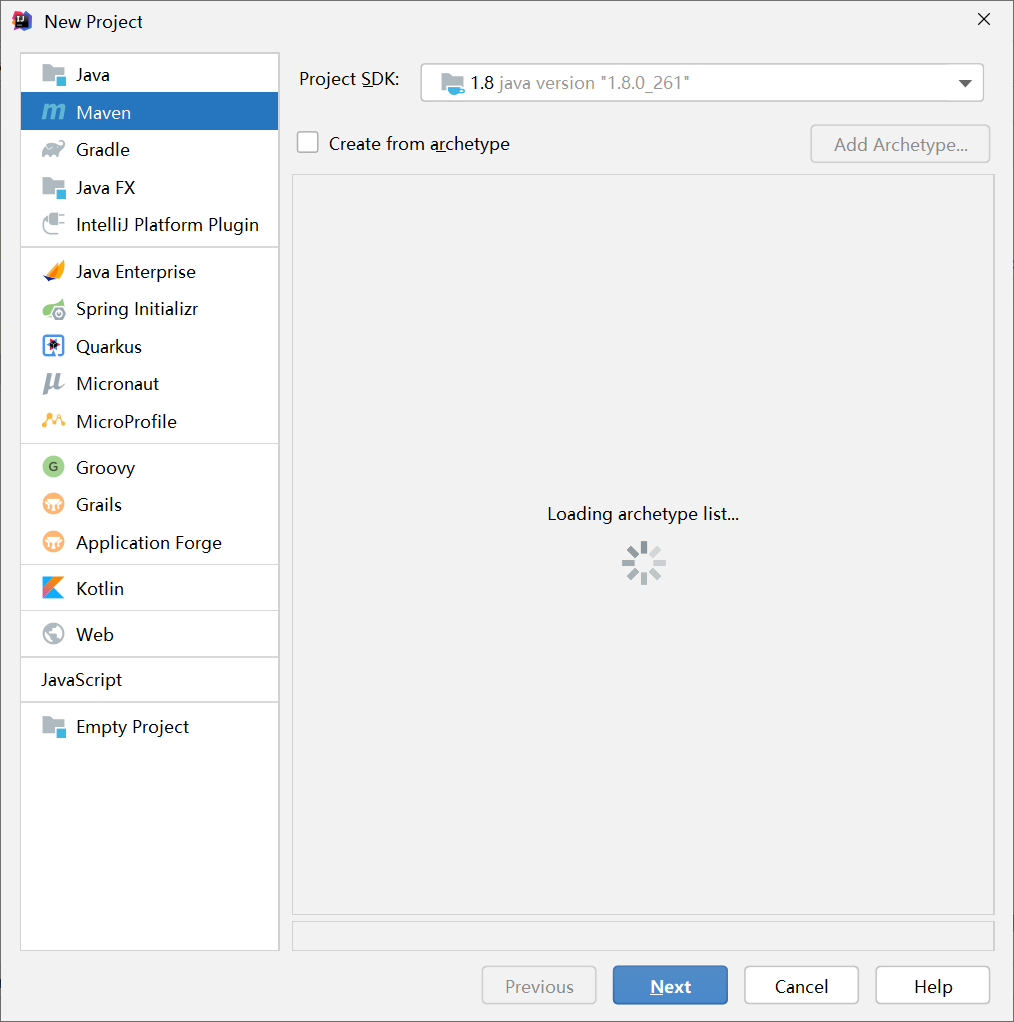 New Project
Java
Maven
Gradle
Java FX
IntelliJ Platform Plugin
Java Enterprise
Spring Initializr
Quarkus
Micronaut
MicroProfile
G Groovy
Grails
Application Forge
Kotlin
Web
JavaScript
Empty Project
Project SDK: 1.8 java version "1.8.0_261"
Create from archetype Add Archetype...
Loading archetype list...
Previous Next Cancel Help